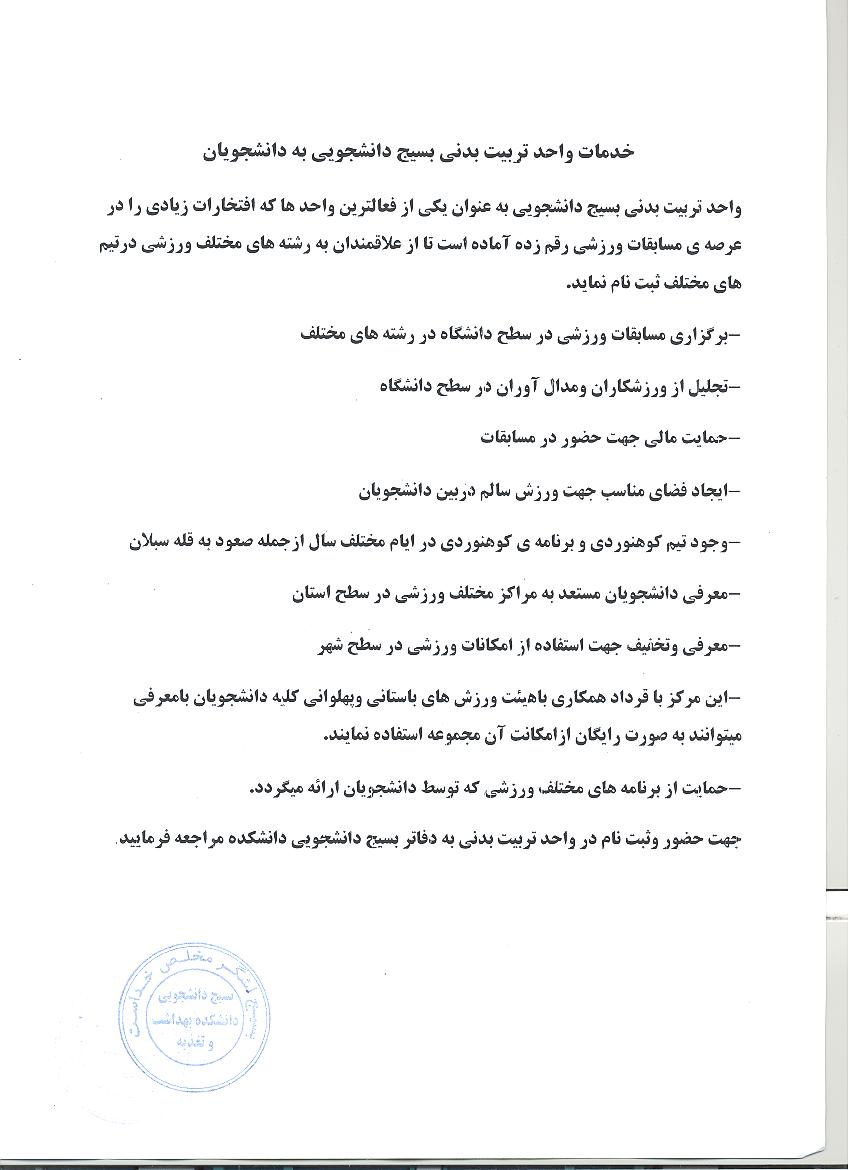 خدمات واحد تربیت بدنی بسیج دانشجویی به دانشجویان
واحد تربیت بدنی بسیج دانشجویی به عنوان یکی از فعالترین واحد ها که افتخارات زیادی را در
عرصه ی مسابقات ورزشی رقم زده آماده است تا از علاقمندان به رشته های مختلف ورزشی درتیم
های مختلف ثبت نام نماید.
-برگزاری مسابقات ورزشی در سطح دانشگاه در رشته های مختلف
-تجلیل از ورزشکاران ومدال آوران در سطح دانشگاه
-حمایت مالی جهت حضور در مسابقات
-ایجاد فضای مناسب جهت ورزش سالم دربین دانشجویان
-وجود تیم کوهنوردی و برنامه ی کوهنوردی در ایام مختلف سال ازجمله صعود به قله سبلان
-معرفی دانشجویان مستعد به مراکز مختلف ورزشی در سطح استان
-معرفی وتخفیف جهت استفاده از امکانات ورزشی در سطح شهر
-این مرکز با قرداد همکاری باهیئت ورزش های باستانی وپهلوانی کلیه دانشجویان بامعرفی
میتوانند به صورت رایگان ازامکانت آن مجموعه استفاده نمایند.
-حمایت از برنامه های مختلف ورزشی که توسط دانشجویان ارائه میگردد.
جهت حضور وثبت نام در واحد تربیت بدنی به دفاتر بسیج دانشجویی دانشکده مراجعه فرمایید.
بسیج لشگر مخلص خداست
بسیج دانشجویی
دانشکده بهداشت
و تغذیه